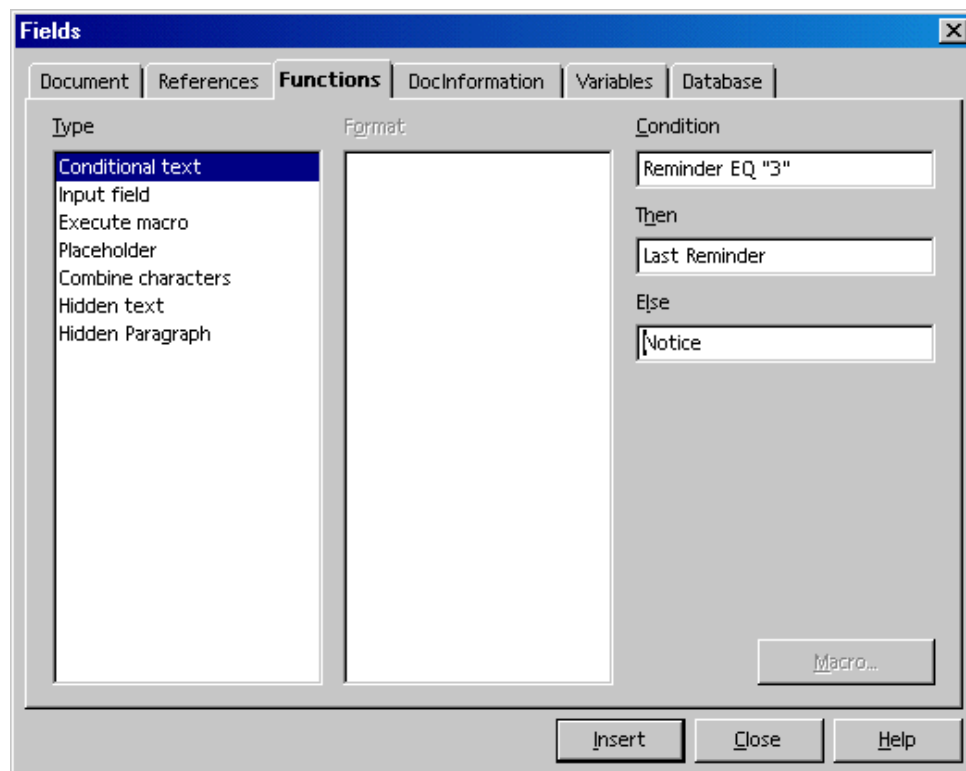 Fields
Document References Functions DocInformation Variables Database
Type Format Condition
Conditional text
Input field
Execute macro
Placeholder
Combine characters
Hidden text
Hidden Paragraph
Reminder EQ "3"
Then
Last Reminder
Else
Notice
Macro...
Insert Close Help